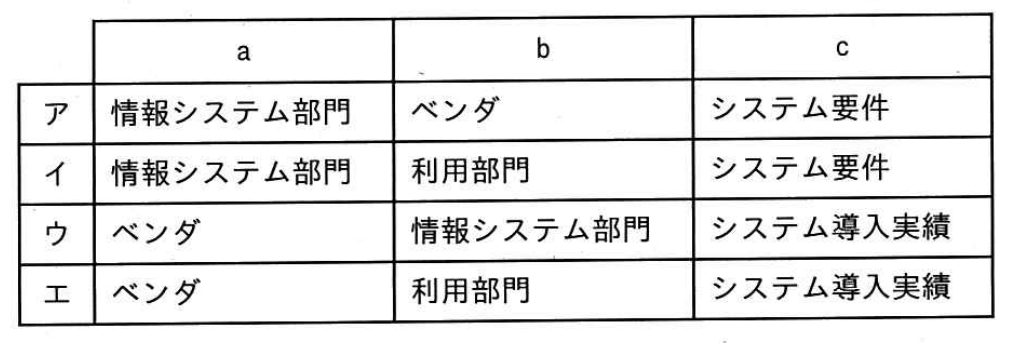 a b c
ア 情報システム部門 ベンダ システム要件
イ 情報システム部門 利用部門 システム要件
ウ ベンダ 情報システム部門 システム導入実績
エ ベンダ 利用部門 システム導入実績